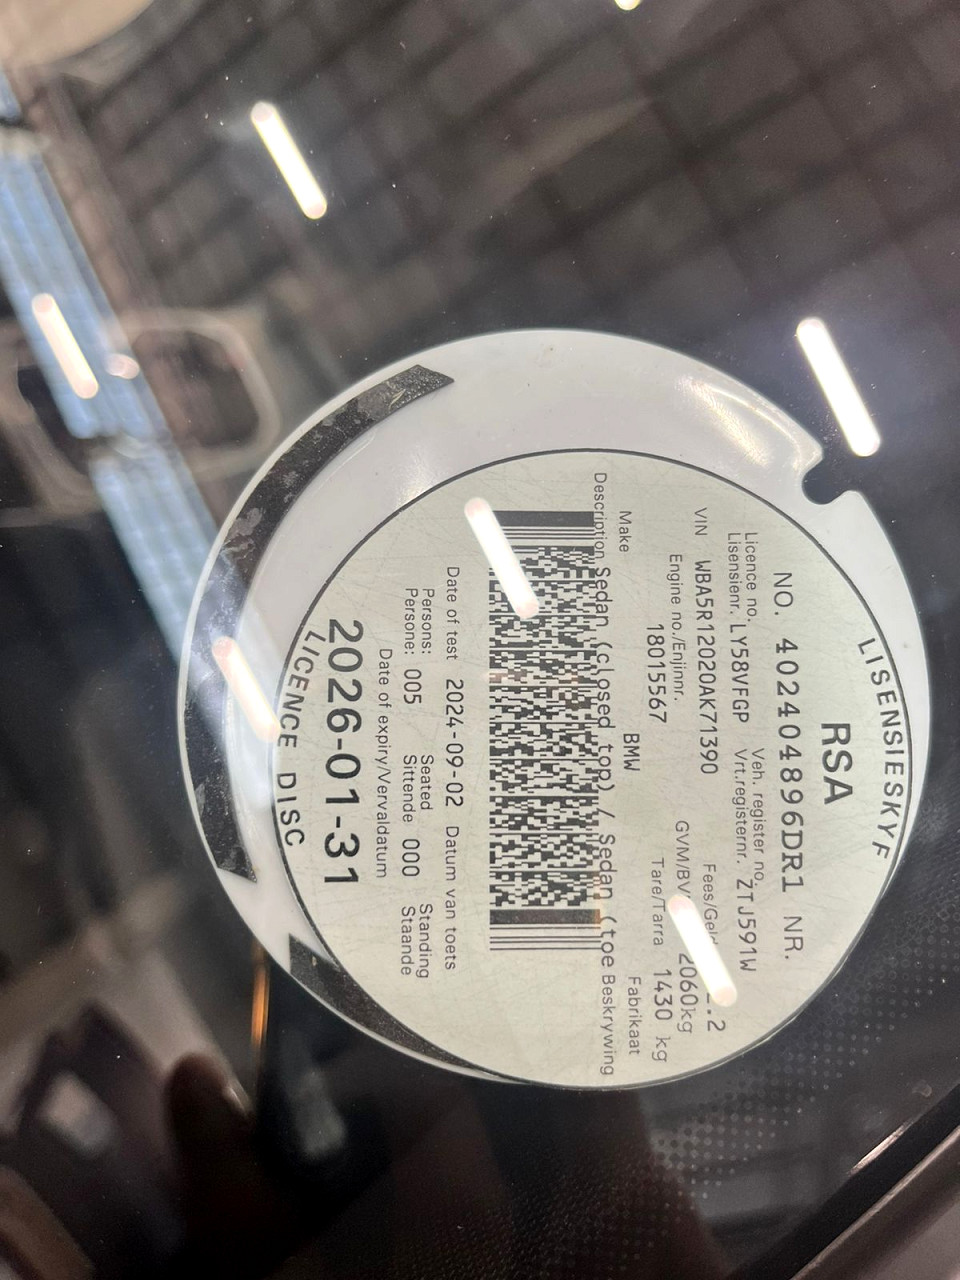 LISENSIESKYF
RSA
NO. 402404896DR1 NR.
Licence no. Veh. register no.
Lisensienr. LY58VFGP Vrt.registernr. ZTJ591W
VIN WBA5R12020AK71390 .2
Engine no./Enjinnr. GVM/BV 2060kg
18015567 Tare/Tarra 1430 kg
Make BMW Fabrikaat
Description Sedan (closed top) / Sedan (toe Beskrywing
Date of test 2024-09-02 Datum van toets
Persons: Seated Standing
Persone: 005 Sittende 000 Staande
Date of expiry/Vervaldatum
2026-01-31
LICENCE DISC